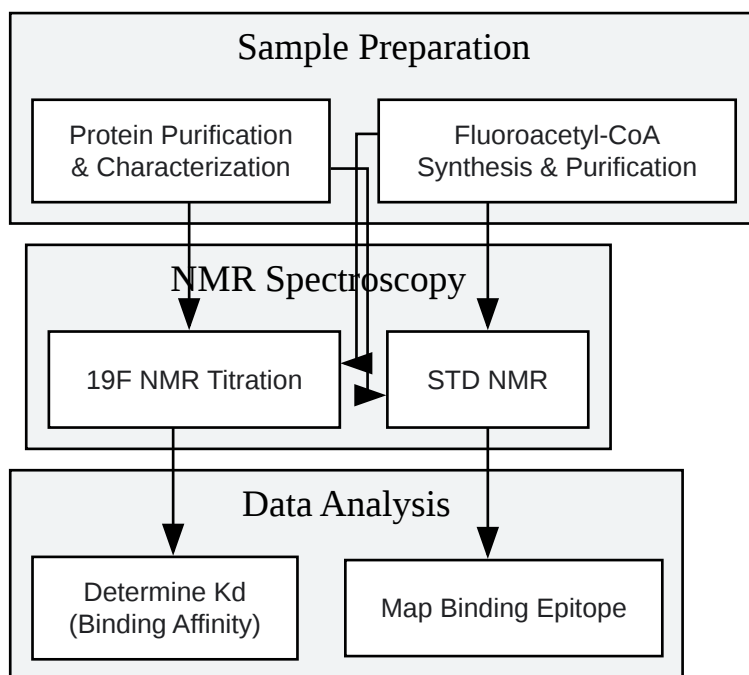 Sample Preparation
Protein Purification
& Characterization
Fluoroacetyl-CoA
Synthesis & Purification
NMR Spectroscopy
19F NMR Titration
STD NMR
Data Analysis
Determine Kd
(Binding Affinity)
Map Binding Epitope